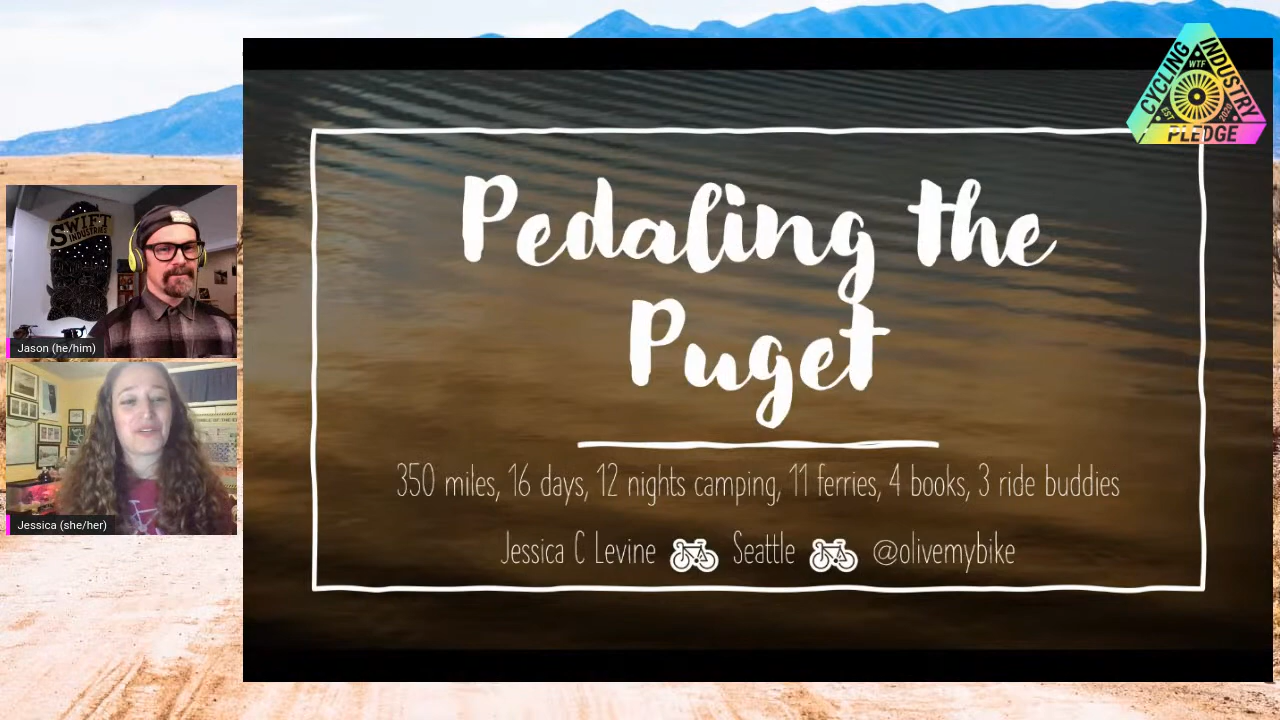 Pedaling the
Puget
350 miles, 16 days, 12 nights camping, 11 ferries, 4 books, 3 ride buddies
Jessica C Levine Seattle @olivemybike
CYCLING INDUSTRY PLEDGE
WTF
EST 2020
SWIFT
INDUSTRIES
Jason (he/him)
Jessica (she/her)